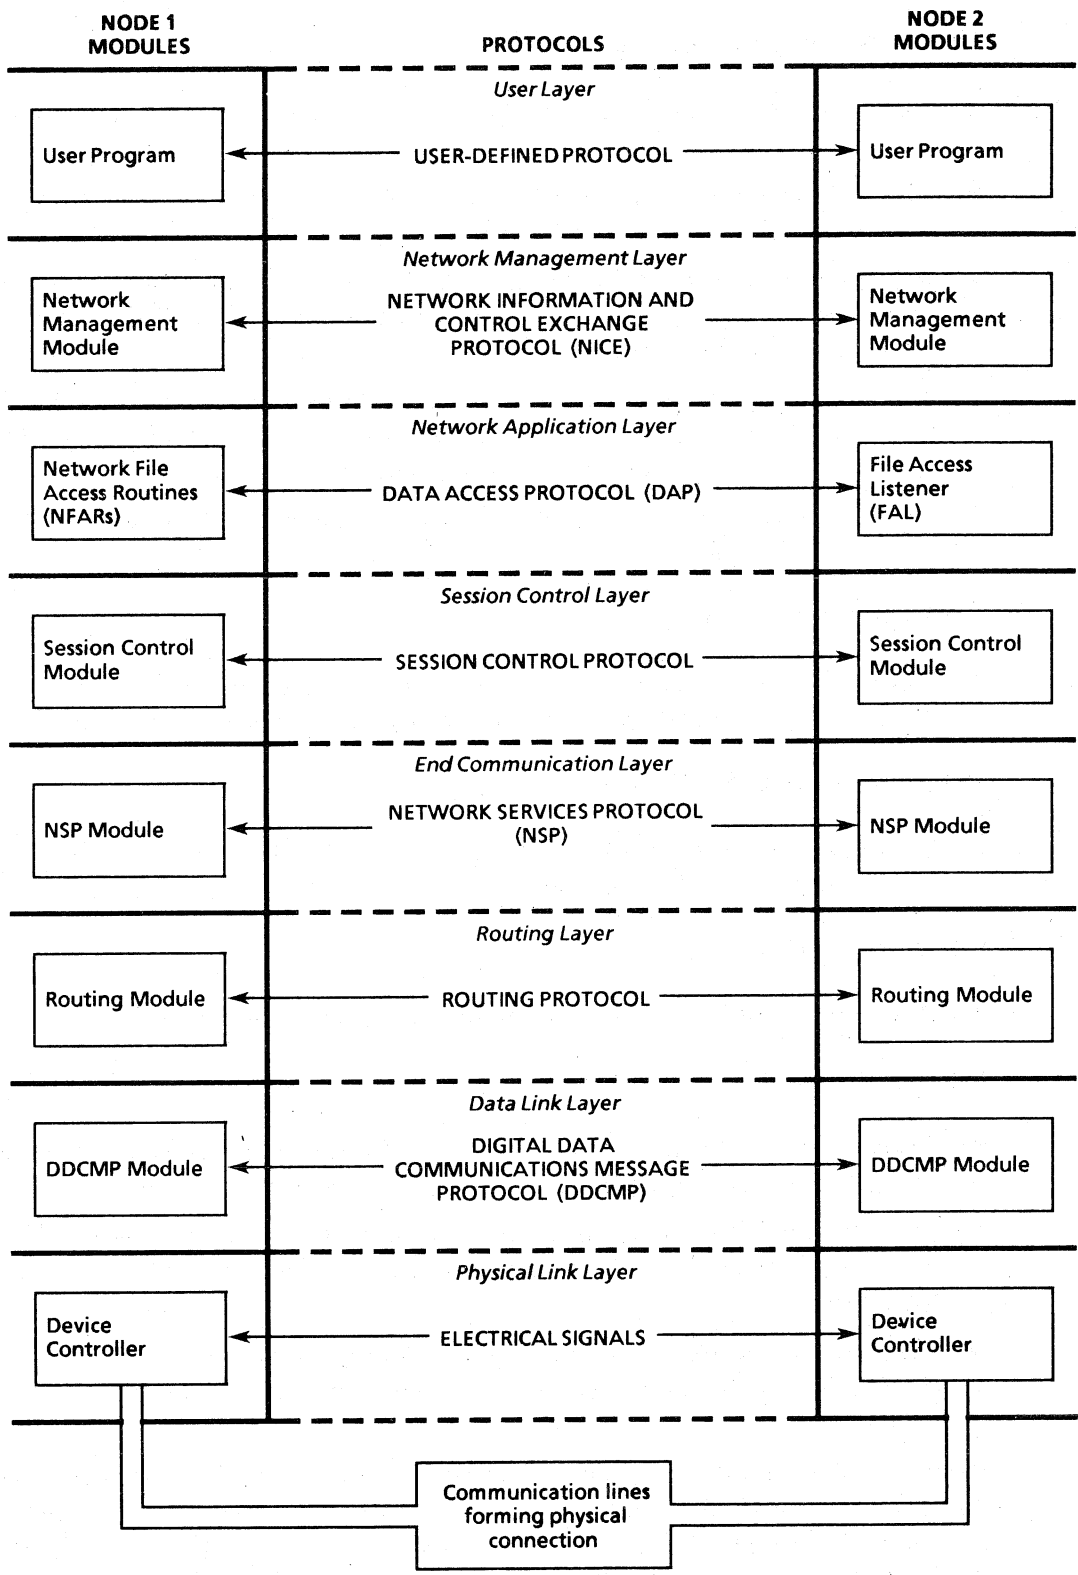 NODE 1
MODULES
PROTOCOLS
NODE 2
MODULES
User Layer
User Program
USER-DEFINED PROTOCOL
User Program
Network Management Layer
Network
Management
Module
NETWORK INFORMATION AND
CONTROL EXCHANGE
PROTOCOL (NICE)
Network
Management
Module
Network Application Layer
Network File
Access Routines
(NFARs)
DATA ACCESS PROTOCOL (DAP)
File Access
Listener
(FAL)
Session Control Layer
Session Control
Module
SESSION CONTROL PROTOCOL
Session Control
Module
End Communication Layer
NSP Module
NETWORK SERVICES PROTOCOL
(NSP)
NSP Module
Routing Layer
Routing Module
ROUTING PROTOCOL
Routing Module
Data Link Layer
DDCMP Module
DIGITAL DATA
COMMUNICATIONS MESSAGE
PROTOCOL (DDCMP)
DDCMP Module
Physical Link Layer
Device
Controller
ELECTRICAL SIGNALS
Device
Controller
Communication lines
forming physical
connection